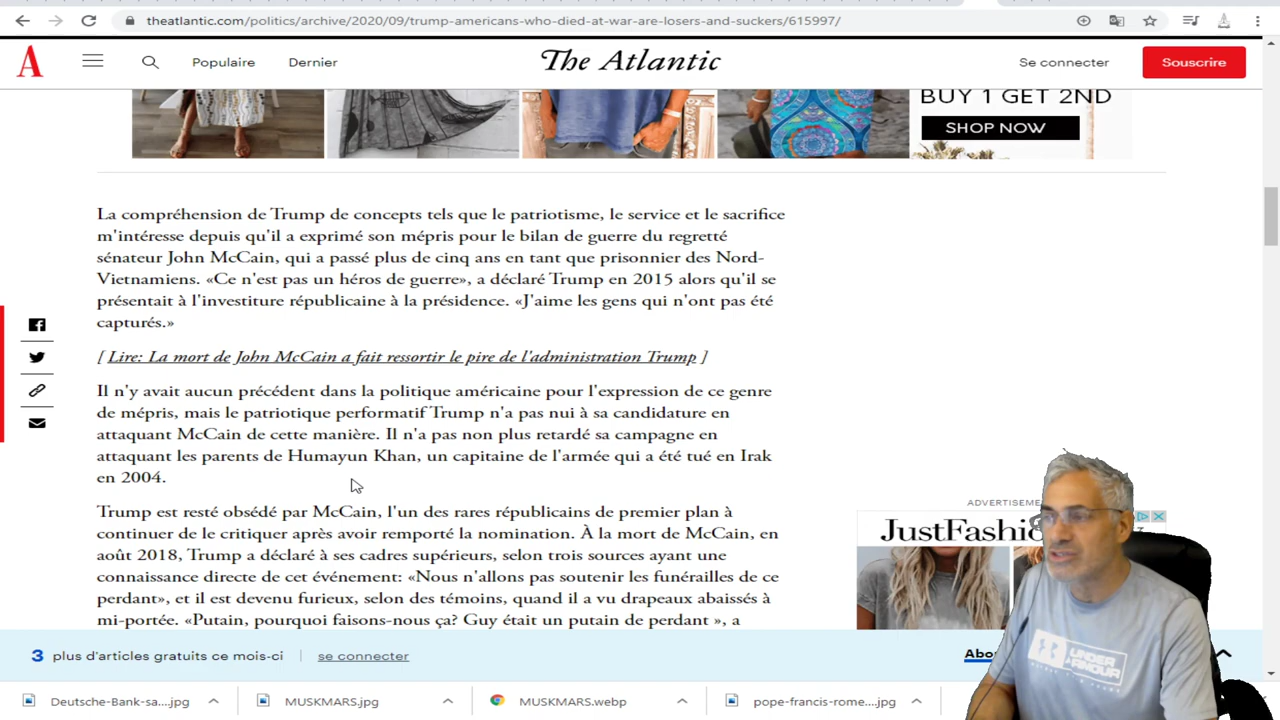 theatlantic.com/politics/archive/2020/09/trump-americans-who-died-at-war-are-losers-and-suckers/615997/
A
Populaire
Dernier
The Atlantic
Se connecter
Souscrire
BUY 1 GET 2ND
SHOP NOW
La compréhension de Trump de concepts tels que le patriotisme, le service et le sacrifice
m'intéresse depuis qu'il a exprimé son mépris pour le bilan de guerre du regretté
sénateur John McCain, qui a passé plus de cinq ans en tant que prisonnier des Nord-
Vietnamiens. «Ce n'est pas un héros de guerre», a déclaré Trump en 2015 alors qu'il se
présentait à l'investiture républicaine à la présidence. «J'aime les gens qui n'ont pas été
capturés.»
[ Lire: La mort de John McCain a fait ressortir le pire de l'administration Trump ]
Il n'y avait aucun précédent dans la politique américaine pour l'expression de ce genre
de mépris, mais le patriotique performatif Trump n'a pas nui à sa candidature en
attaquant McCain de cette manière. Il n'a pas non plus retardé sa campagne en
attaquant les parents de Humayun Khan, un capitaine de l'armée qui a été tué en Irak
en 2004.
Trump est resté obsédé par McCain, l'un des rares républicains de premier plan à
continuer de le critiquer après avoir remporté la nomination. À la mort de McCain, en
août 2018, Trump a déclaré à ses cadres supérieurs, selon trois sources ayant une
connaissance directe de cet événement: «Nous n'allons pas soutenir les funérailles de ce
perdant», et il est devenu furieux, selon des témoins, quand il a vu drapeaux abaissés à
mi-portée. «Putain, pourquoi faisons-nous ça? Guy était un putain de perdant », a
ADVERTISEME
JustFashi
UNDER
ARMOUR
3 plus d'articles gratuits ce mois-ci
se connecter
Abo
Deutsche-Bank-sa....jpg
MUSKMARS.jpg
MUSKMARS.webp
pope-francis-rome....jpg